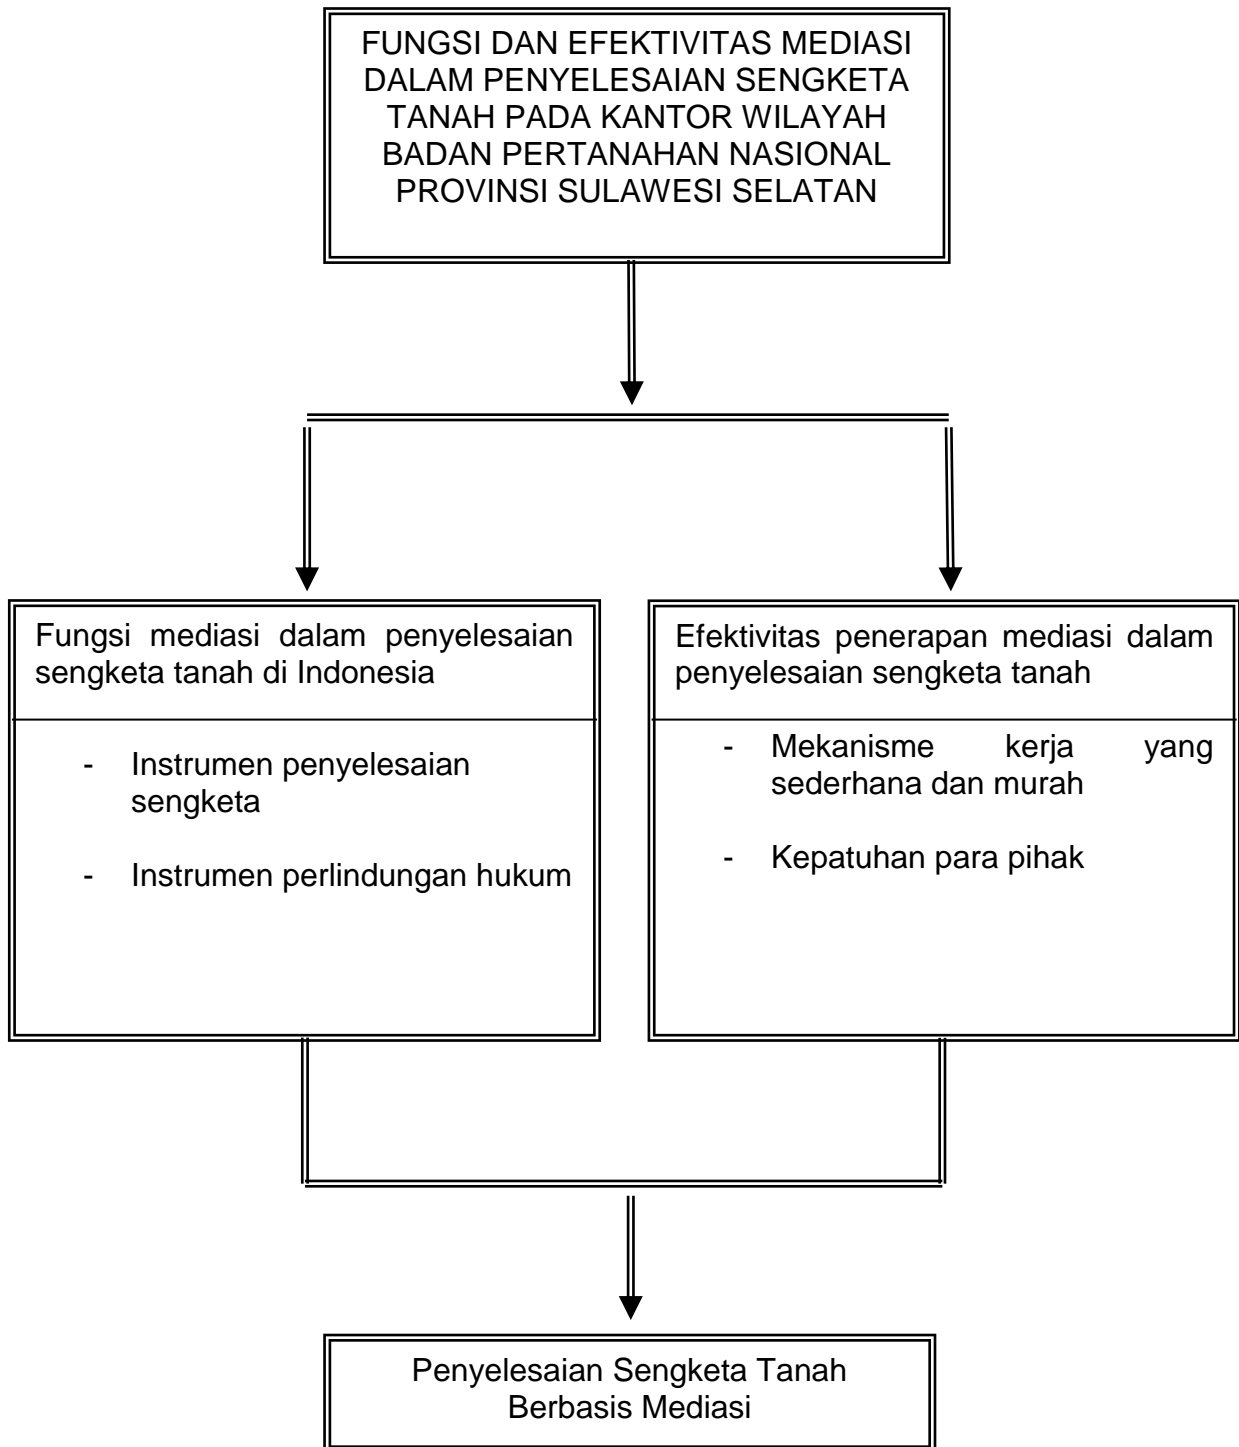 FUNGSI DAN EFEKTIVITAS MEDIASI
DALAM PENYELESAIAN SENGKETA
TANAH PADA KANTOR WILAYAH
BADAN PERTANAHAN NASIONAL
PROVINSI SULAWESI SELATAN
Fungsi mediasi dalam penyelesaian
sengketa tanah di Indonesia
- Instrumen penyelesaian
sengketa
- Instrumen perlindungan hukum
Efektivitas penerapan mediasi dalam
penyelesaian sengketa tanah
- Mekanisme kerja yang
sederhana dan murah
- Kepatuhan para pihak
Penyelesaian Sengketa Tanah
Berbasis Mediasi